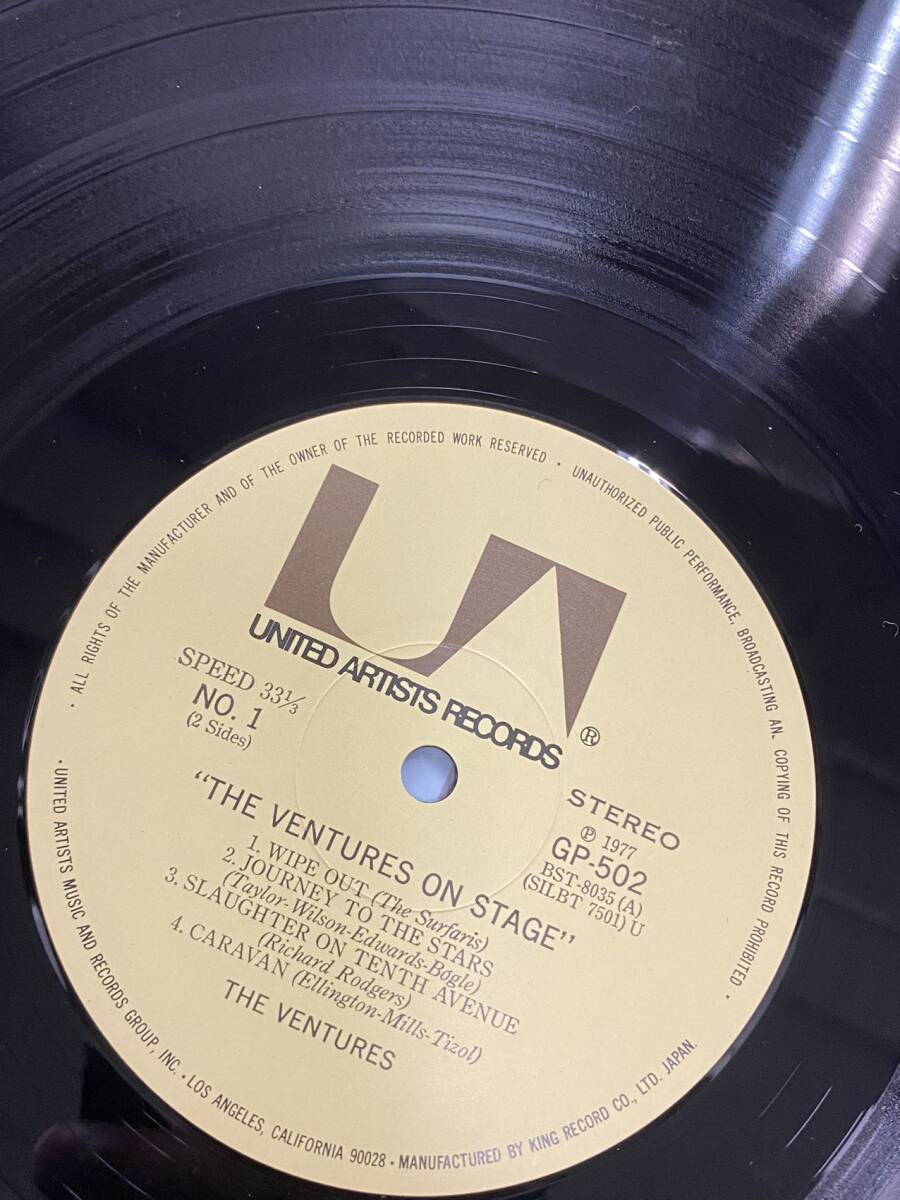 · ALL RIGHTS OF THE MANUFACTURER AND OF THE OWNER OF THE RECORDED WORK RESERVED · UNAUTHORIZED PUBLIC PERFORMANCE, BROADCASTING AN. COPYING OF THIS RECORD PROHIBITED ·
UA
UNITED ARTISTS RECORDS ®
SPEED 33⅓
NO. 1
(2 Sides)
STEREO
Ⓟ 1977
GP-502
BST-8035 (A)
(SILBT 7501) U
"THE VENTURES ON STAGE"
1. WIPE OUT (The Surfaris)
2. JOURNEY TO THE STARS
(Taylor-Wilson-Edwards-Bogle)
3. SLAUGHTER ON TENTH AVENUE
(Richard Rodgers)
4. CARAVAN (Ellington-Mills-Tizol)
THE VENTURES
· UNITED ARTISTS MUSIC AND RECORDS GROUP, INC. · LOS ANGELES, CALIFORNIA 90028 · MANUFACTURED BY KING RECORD CO., LTD. JAPAN.